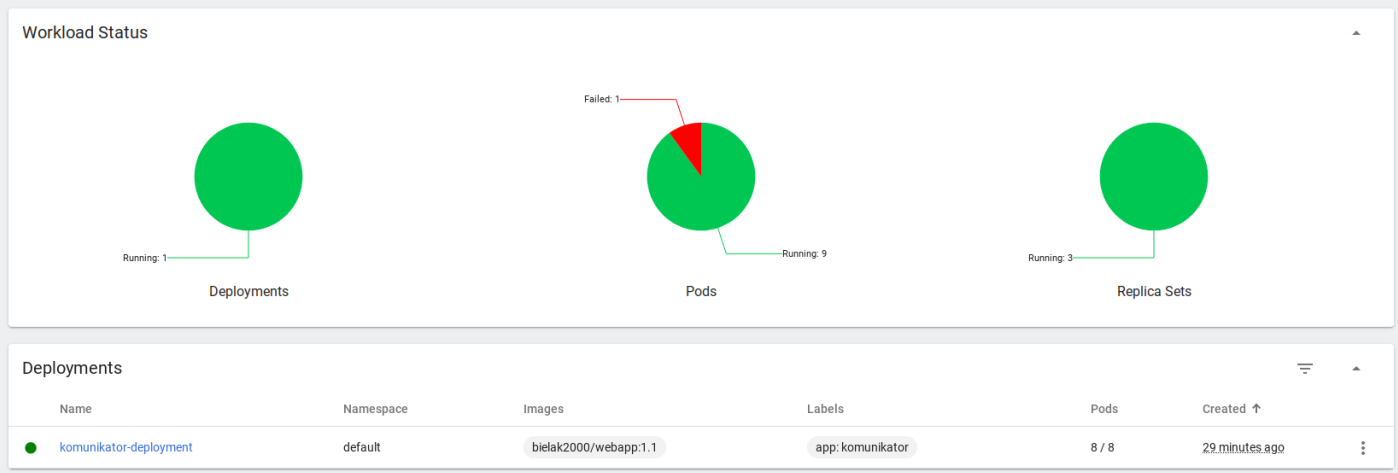 Workload Status
Failed: 1
Running: 1
Running: 9
Running: 3
Deployments
Pods
Replica Sets
Deployments
Name Namespace Images Labels Pods Created
komunikator-deployment default bielak2000/webapp:1.1 app: komunikator 8 / 8 29 minutes ago